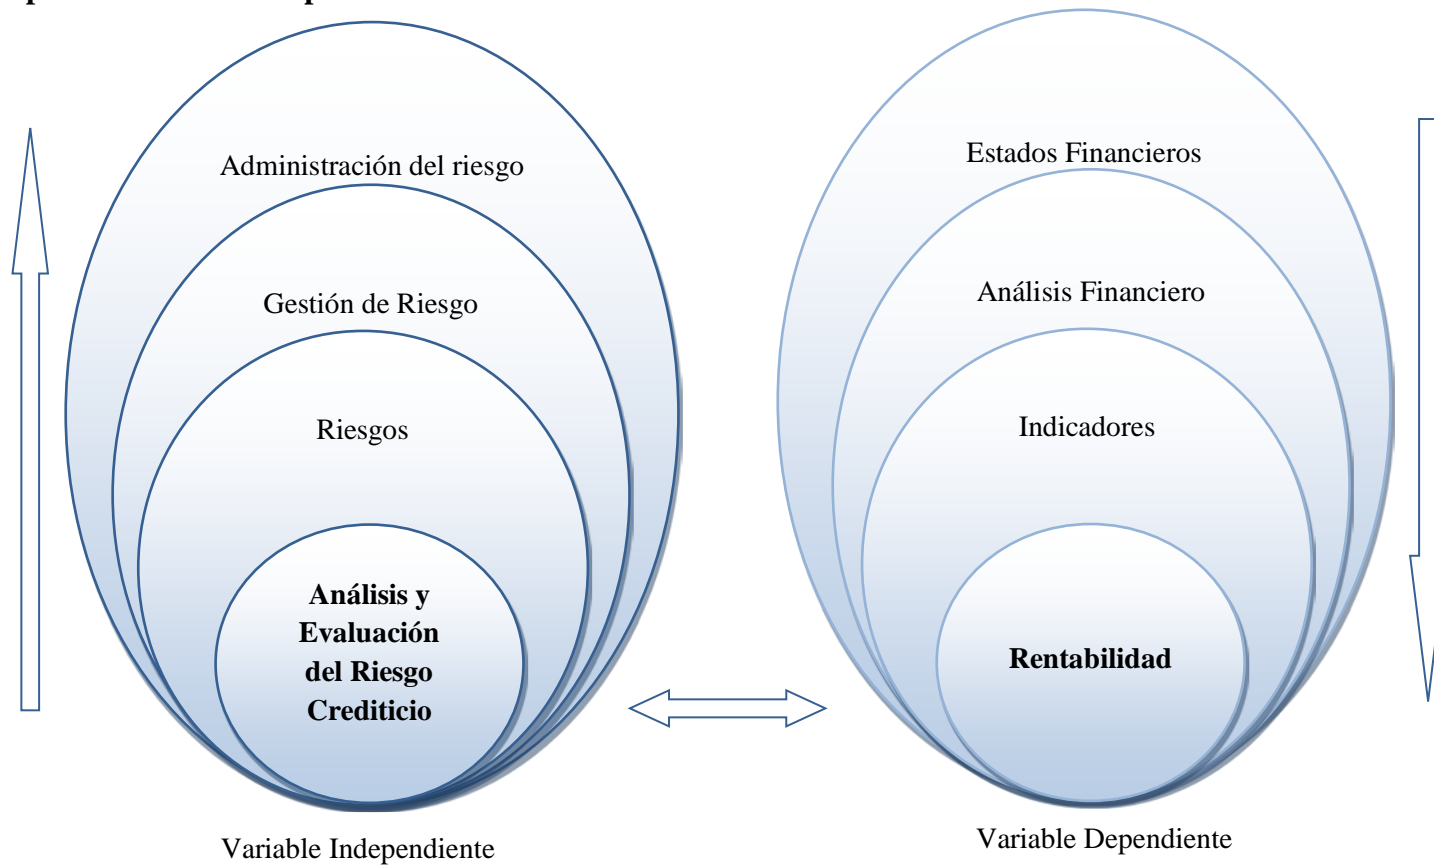 Administración del riesgo
Gestión de Riesgo
Riesgos
Análisis y
Evaluación
del Riesgo
Crediticio
Variable Independiente
Estados Financieros
Análisis Financiero
Indicadores
Rentabilidad
Variable Dependiente